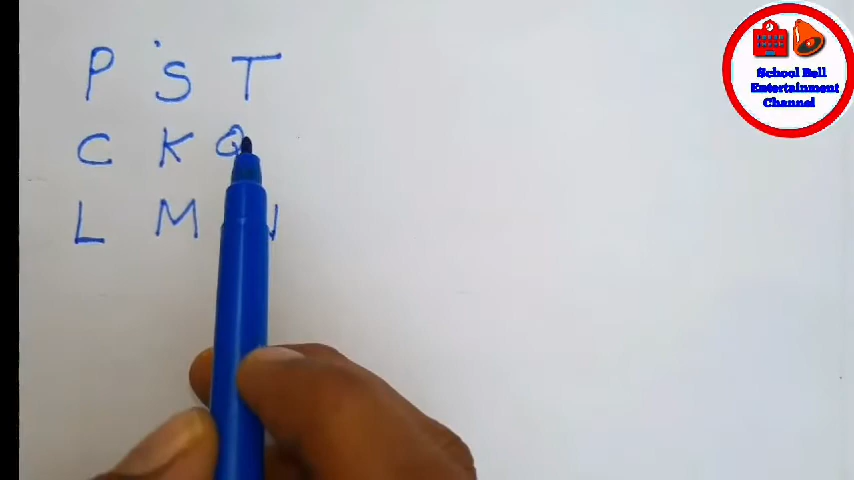 P S T
C K Q
L M N
School Bell
Entertainment
Channel